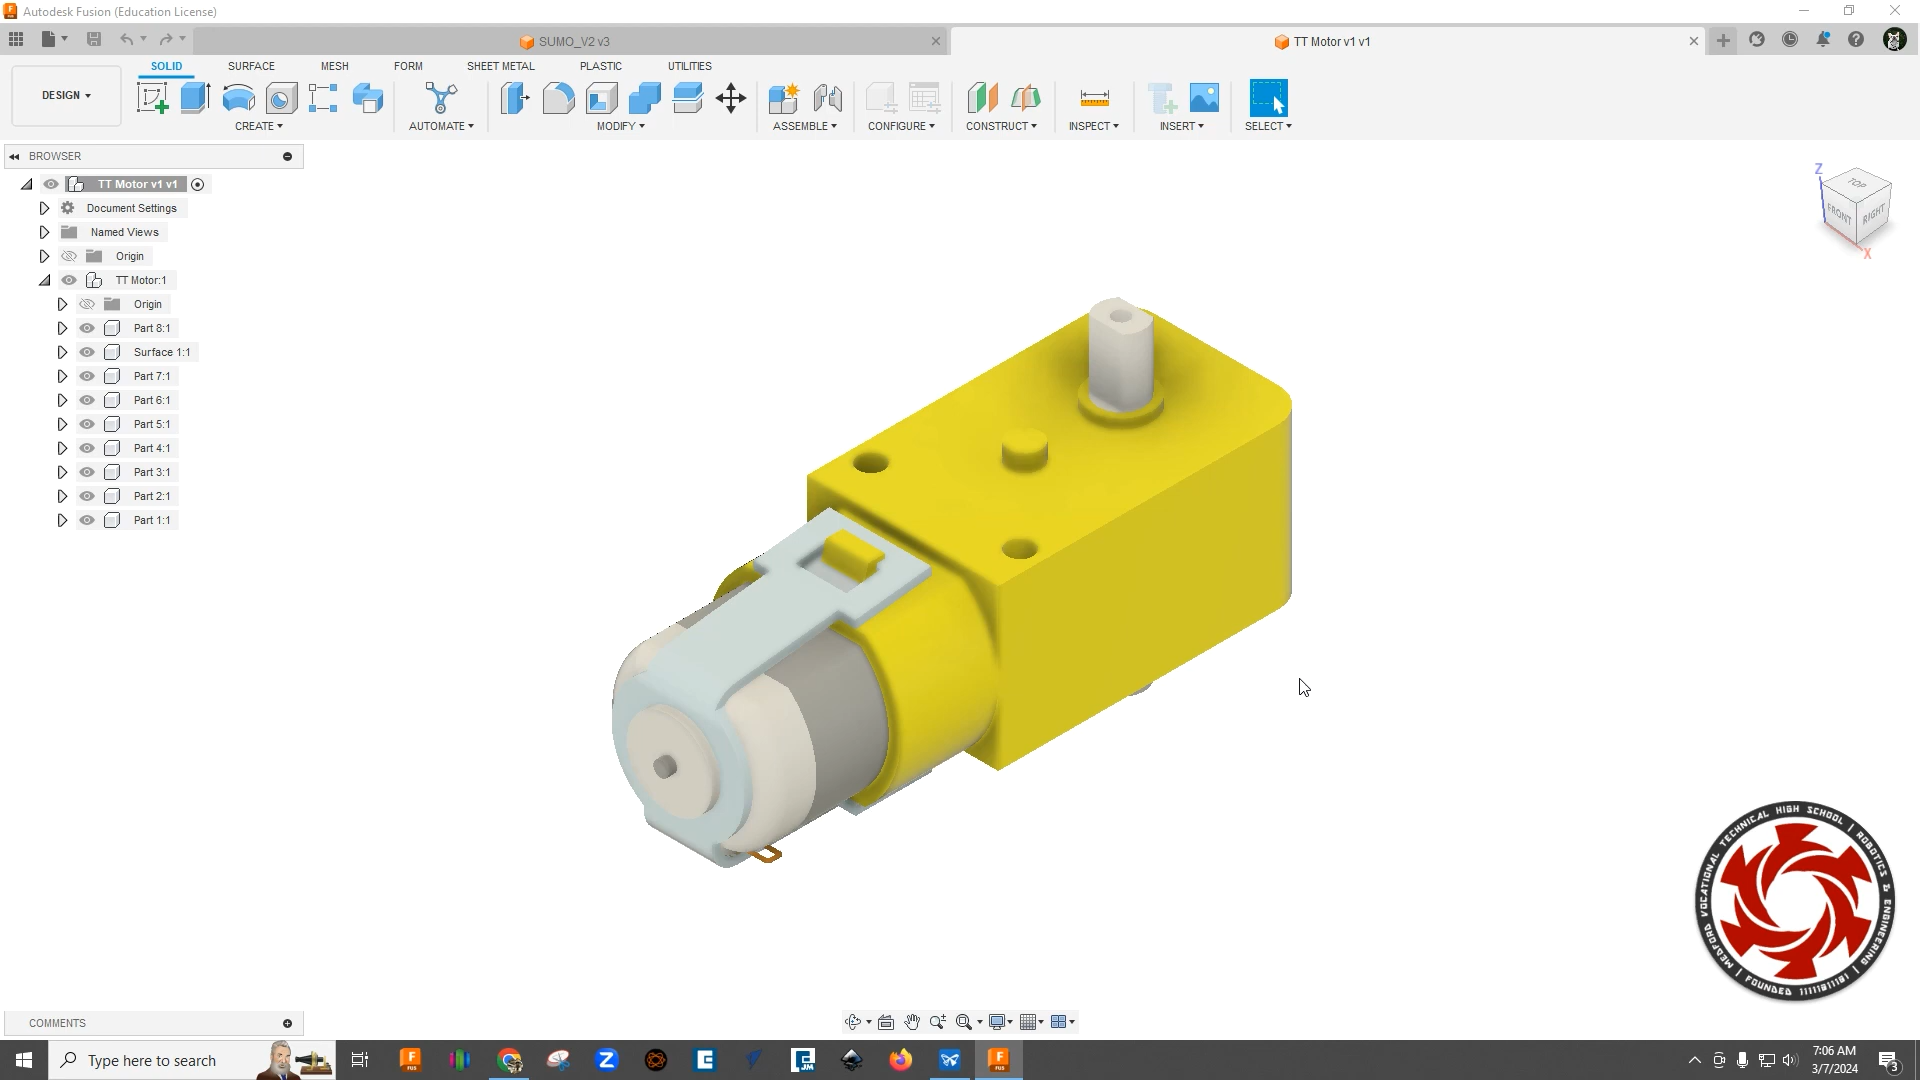 Autodesk Fusion (Education License)
SUMO_V2 v3
TT Motor v1 v1
DESIGN
SOLID
SURFACE
MESH
FORM
SHEET METAL
PLASTIC
UTILITIES
CREATE
AUTOMATE
MODIFY
ASSEMBLE
CONFIGURE
CONSTRUCT
INSPECT
INSERT
SELECT
BROWSER
TT Motor v1 v1
Document Settings
Named Views
Origin
TT Motor:1
Origin
Part 8:1
Surface 1:1
Part 7:1
Part 6:1
Part 5:1
Part 4:1
Part 3:1
Part 2:1
Part 1:1
Z
TOP
FRONT
RIGHT
X
MEDFORD VOCATIONAL TECHNICAL HIGH SCHOOL | ROBOTICS & ENGINEERING |
COMMENTS
Type here to search
7:06 AM
3/7/2024
3